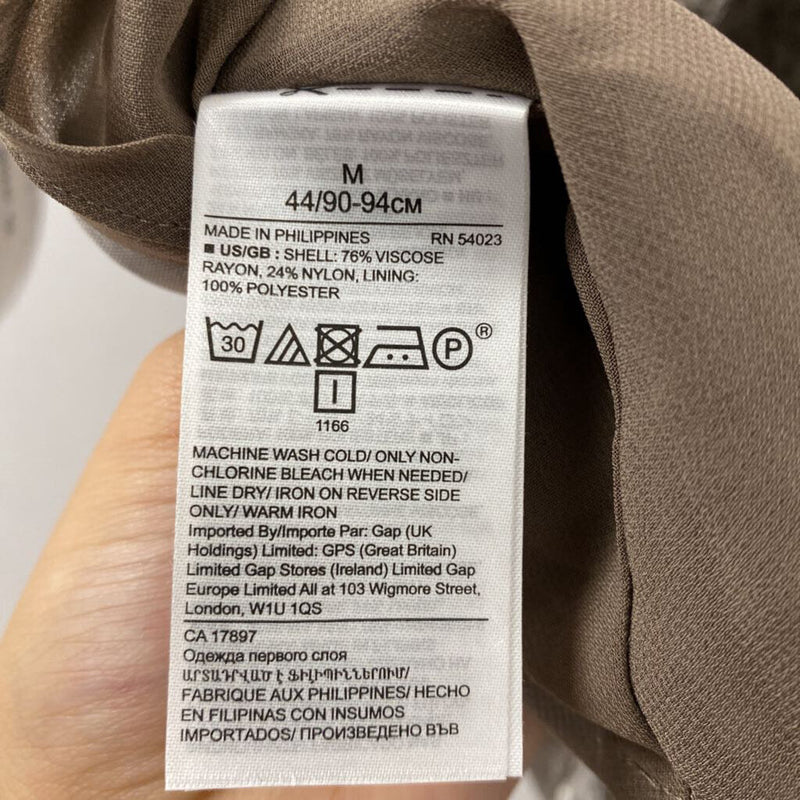 M
44/90-94CM
MADE IN PHILIPPINES RN 54023
■ US/GB : SHELL: 76% VISCOSE
RAYON, 24% NYLON, LINING:
100% POLYESTER
30 P ®
1166
MACHINE WASH COLD/ ONLY NON-
CHLORINE BLEACH WHEN NEEDED/
LINE DRY/ IRON ON REVERSE SIDE
ONLY/ WARM IRON
Imported By/Importe Par: Gap (UK
Holdings) Limited: GPS (Great Britain)
Limited Gap Stores (Ireland) Limited Gap
Europe Limited All at 103 Wigmore Street,
London, W1U 1QS
CA 17897
Одежда первого слоя
ԱՐՏԱԴՐՎԱԾ Է ՖԻԼԻՊԻՆՆԵՐՈՒՄ/
FABRIQUE AUX PHILIPPINES/ HECHO
EN FILIPINAS CON INSUMOS
IMPORTADOS/ ПРОИЗВЕДЕНО ВЪВ